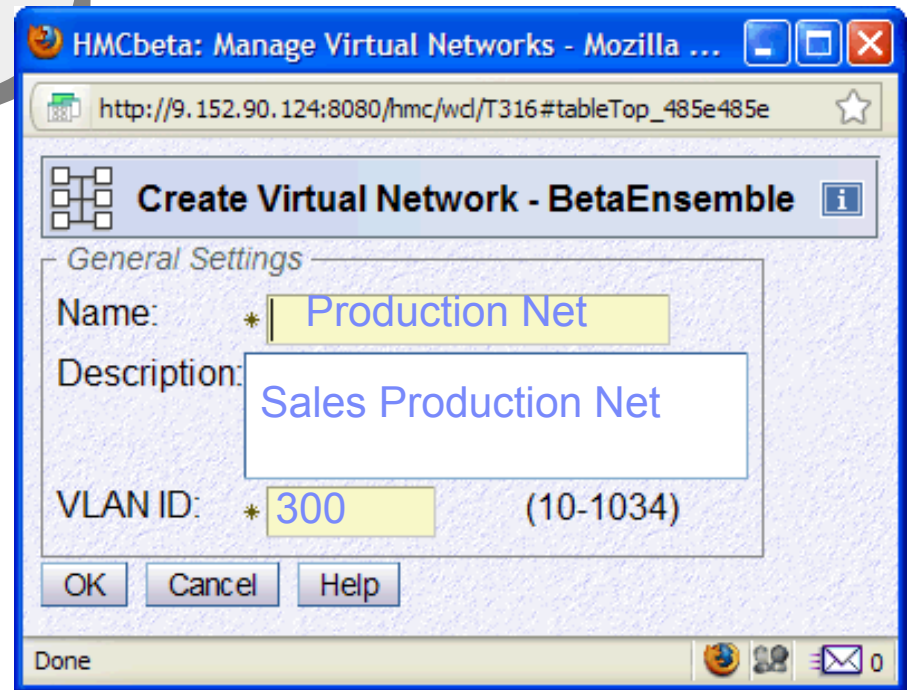 HMCbeta: Manage Virtual Networks - Mozilla ...
http://9.152.90.124:8080/hmc/wcl/T316#tableTop_485e485e
Create Virtual Network - BetaEnsemble i
General Settings
Name: * Production Net
Description: Sales Production Net
VLAN ID: * 300 (10-1034)
OK Cancel Help
Done 0